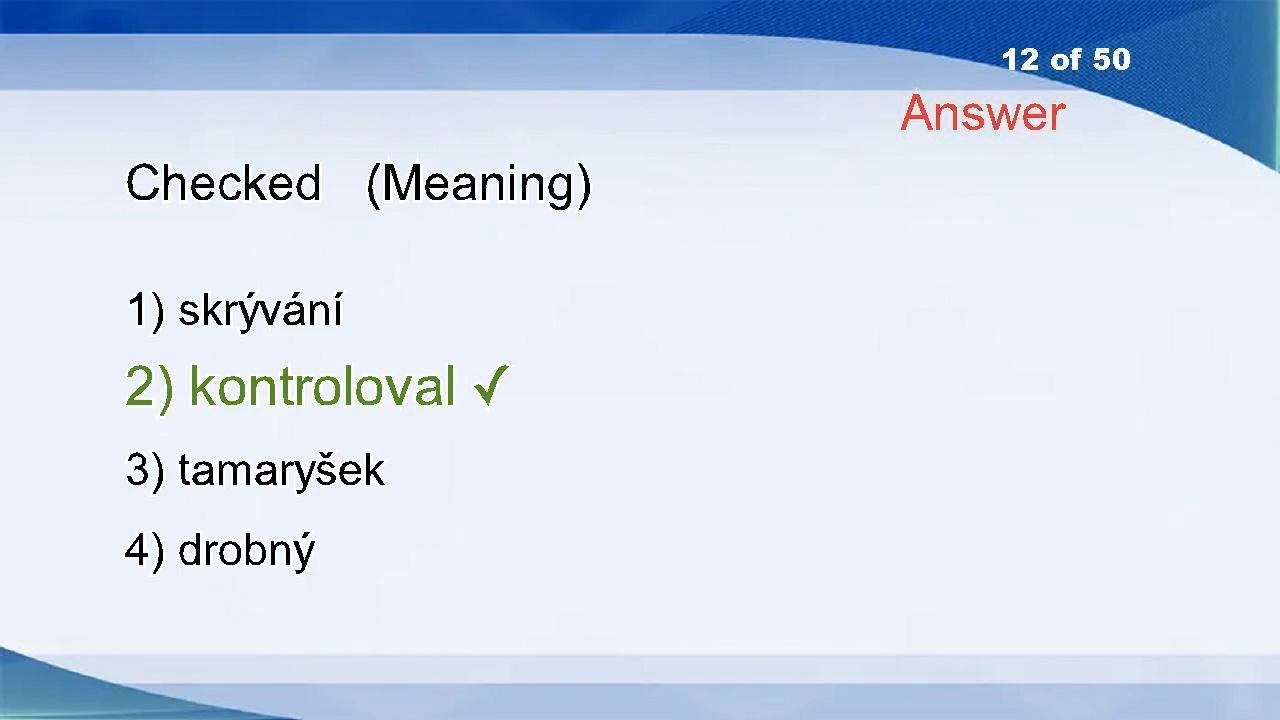 12 of 50
Answer
Checked (Meaning)
1) skrývání
2) kontroloval ✓
3) tamaryšek
4) drobný